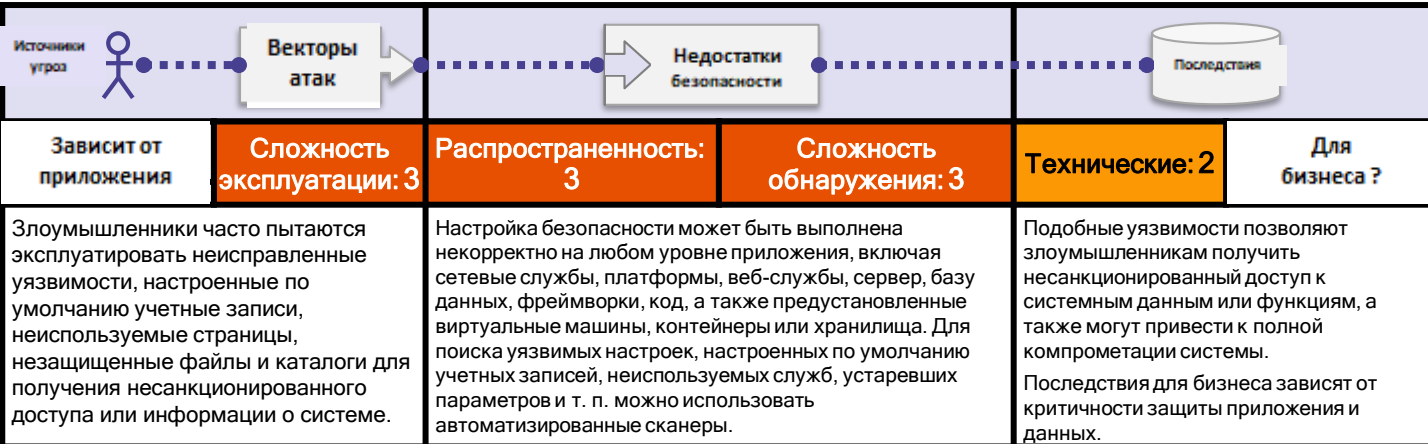 Источники
угроз
Векторы
атак
Недостатки
безопасности
Последствия
Зависит от
приложения
Сложность
эксплуатации: 3
Распространенность:
3
Сложность
обнаружения: 3
Технические: 2
Для
бизнеса ?
Злоумышленники часто пытаются
эксплуатировать неисправленные
уязвимости, настроенные по
умолчанию учетные записи,
неиспользуемые страницы,
незащищенные файлы и каталоги для
получения несанкционированного
доступа или информации о системе.
Настройка безопасности может быть выполнена
некорректно на любом уровне приложения, включая
сетевые службы, платформы, веб-службы, сервер, базу
данных, фреймворки, код, а также предустановленные
виртуальные машины, контейнеры или хранилища. Для
поиска уязвимых настроек, настроенных по умолчанию
учетных записей, неиспользуемых служб, устаревших
параметров и т. п. можно использовать
автоматизированные сканеры.
Подобные уязвимости позволяют
злоумышленникам получить
несанкционированный доступ к
системным данным или функциям, а
также могут привести к полной
компрометации системы.
Последствия для бизнеса зависят от
критичности защиты приложения и
данных.